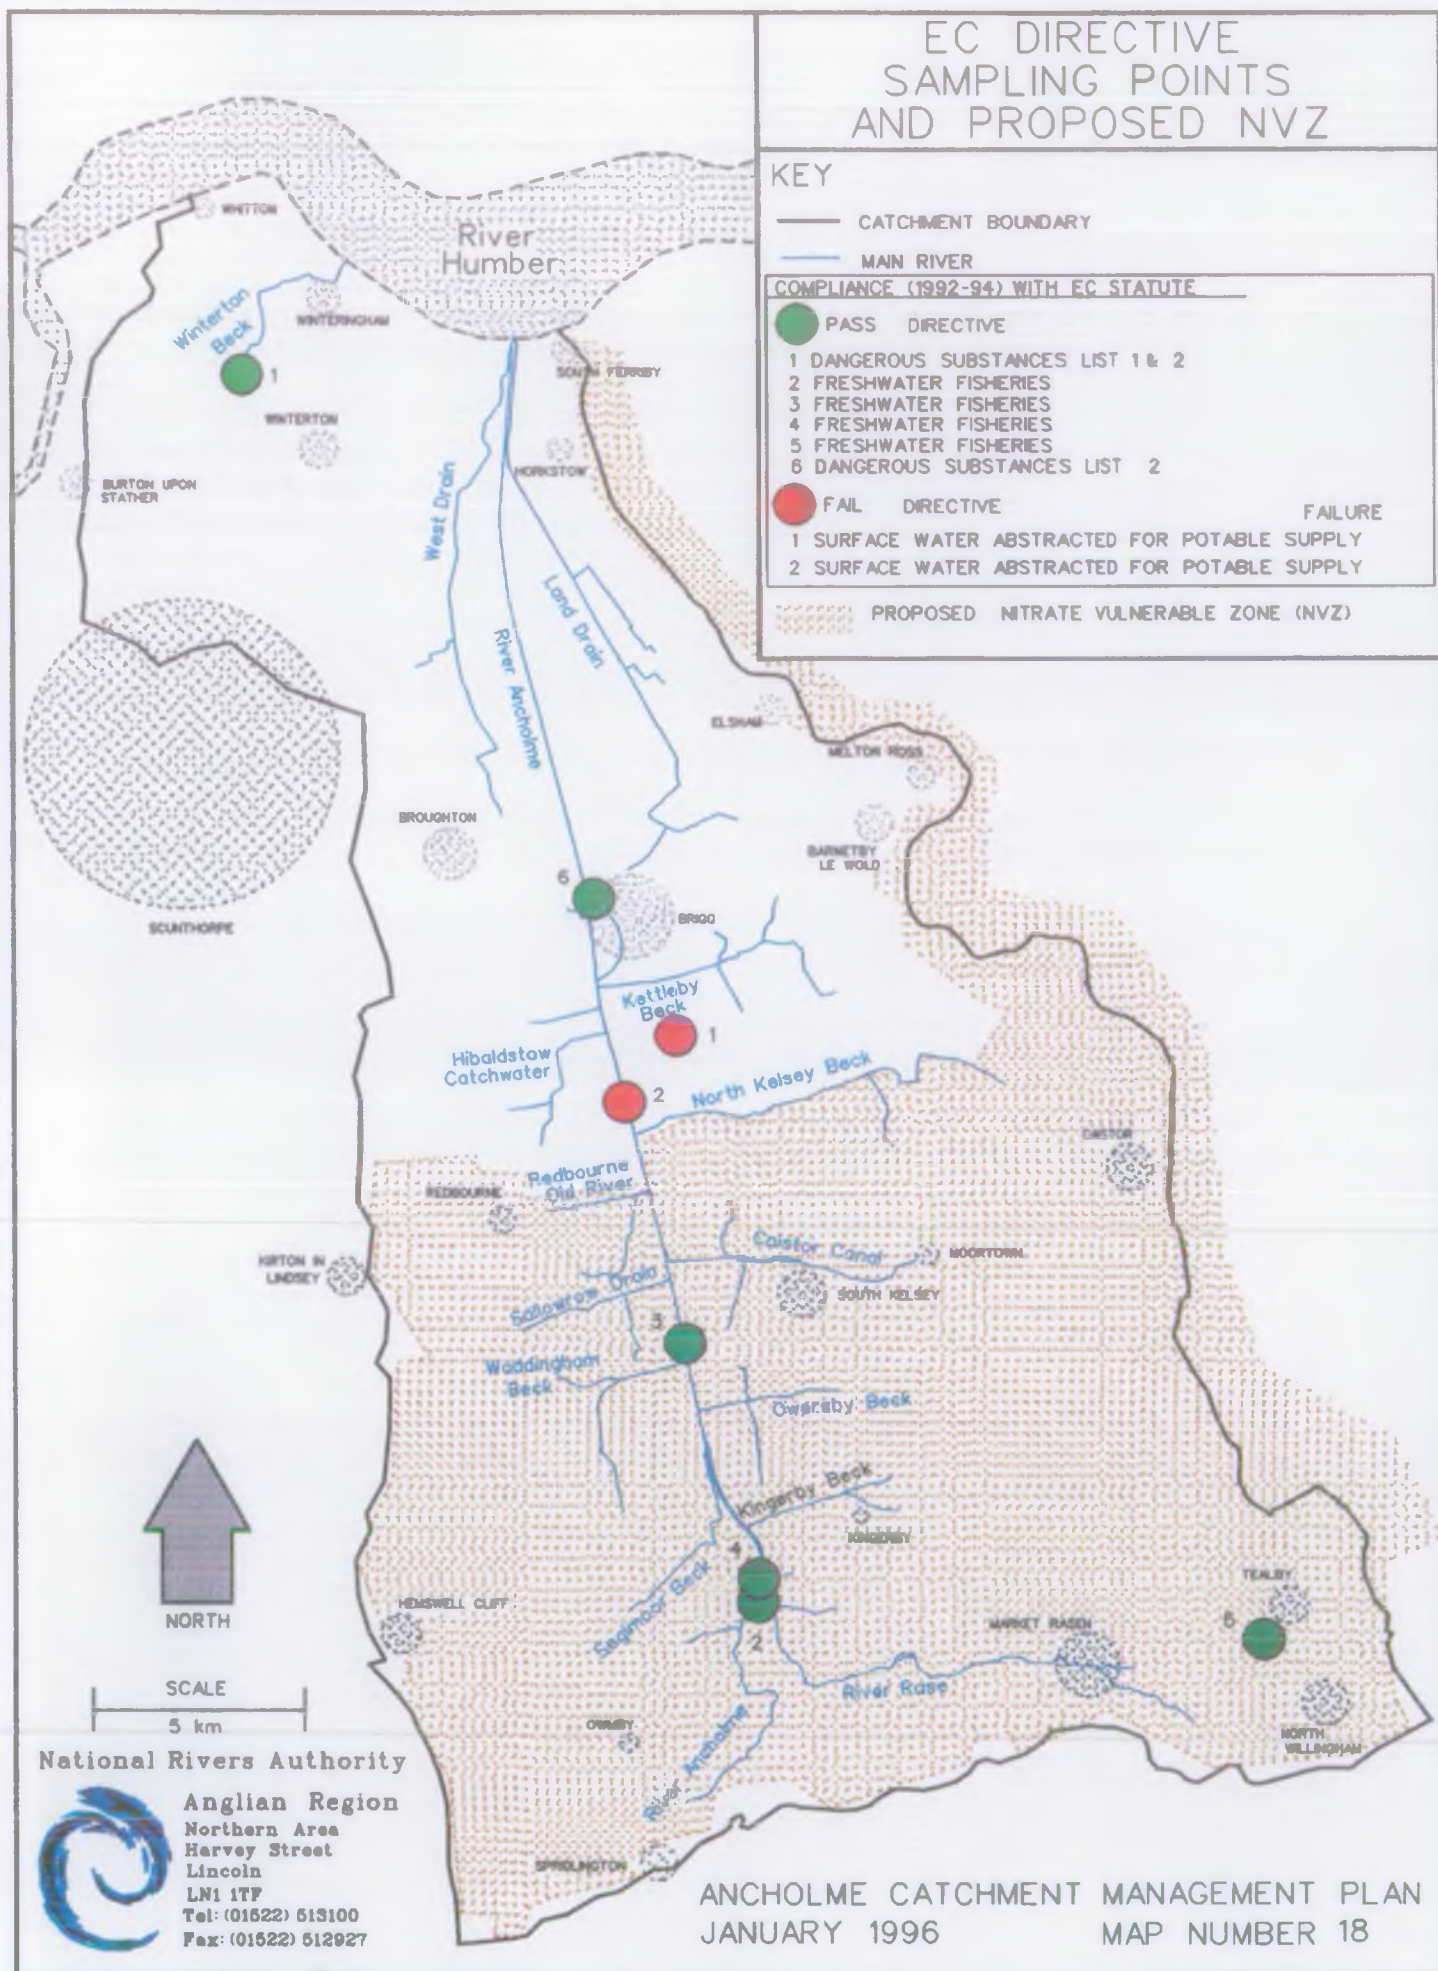 EC DIRECTIVE
SAMPLING POINTS
AND PROPOSED NVZ
KEY
CATCHMENT BOUNDARY
MAIN RIVER
COMPLIANCE (1992-94) WITH EC STATUTE
PASS DIRECTIVE
1 DANGEROUS SUBSTANCES LIST 1 & 2
2 FRESHWATER FISHERIES
3 FRESHWATER FISHERIES
4 FRESHWATER FISHERIES
5 FRESHWATER FISHERIES
6 DANGEROUS SUBSTANCES LIST 2
FAIL DIRECTIVE FAILURE
1 SURFACE WATER ABSTRACTED FOR POTABLE SUPPLY
2 SURFACE WATER ABSTRACTED FOR POTABLE SUPPLY
PROPOSED NITRATE VULNERABLE ZONE (NVZ)
WHITTON
River
Humber
Winterton
Beck
WINTERINGHAM
1
WINTERTON
SOUTH FERRIBY
BURTON UPON
STATHER
HORKSTOW
West Drain
Land Drain
River Ancholme
ELSHAM
MELTON ROSS
BROUGHTON
BARNETBY
LE WOLD
6
BRIGG
SCUNTHORPE
Kettleby
Beck
1
Hibaldstow
Catchwater
2
North Kelsey Beck
CAISTOR
Redbourne
Old River
REDBOURNE
Caistor Canal
MOORTOWN
KIRTON IN
LINDSEY
Sallowrow Drain
SOUTH KELSEY
3
Waddingham
Beck
Owersby Beck
Kingerby Beck
KINGERBY
4
Seggimoor Beck
2
TEALBY
5
HEMSWELL CLIFF
MARKET RASEN
River Rase
NORTH
WILLINGHAM
OWMBY
River Ancholme
SPRIDLINGTON
NORTH
SCALE
5 km
National Rivers Authority
Anglian Region
Northern Area
Harvey Street
Lincoln
LN1 1TF
Tel: (01522) 513100
Fax: (01522) 512927
ANCHOLME CATCHMENT MANAGEMENT PLAN
JANUARY 1996 MAP NUMBER 18